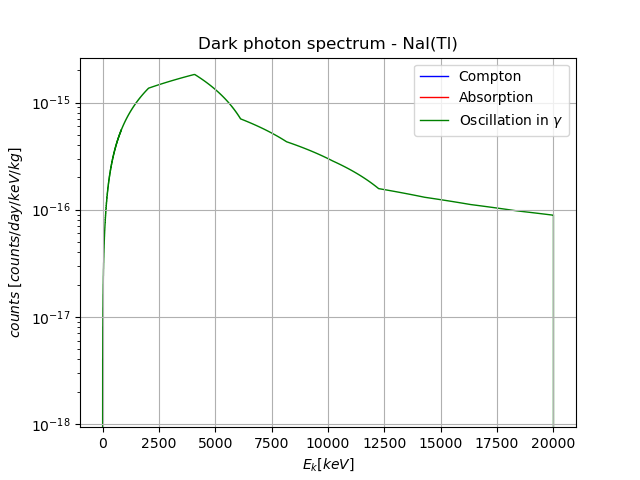 Dark photon spectrum - NaI(Tl)
Compton
Absorption
Oscillation in γ
counts [counts/day/keV/kg]
10⁻¹⁵
10⁻¹⁶
10⁻¹⁷
10⁻¹⁸
0 2500 5000 7500 10000 12500 15000 17500 20000
E_k[keV]